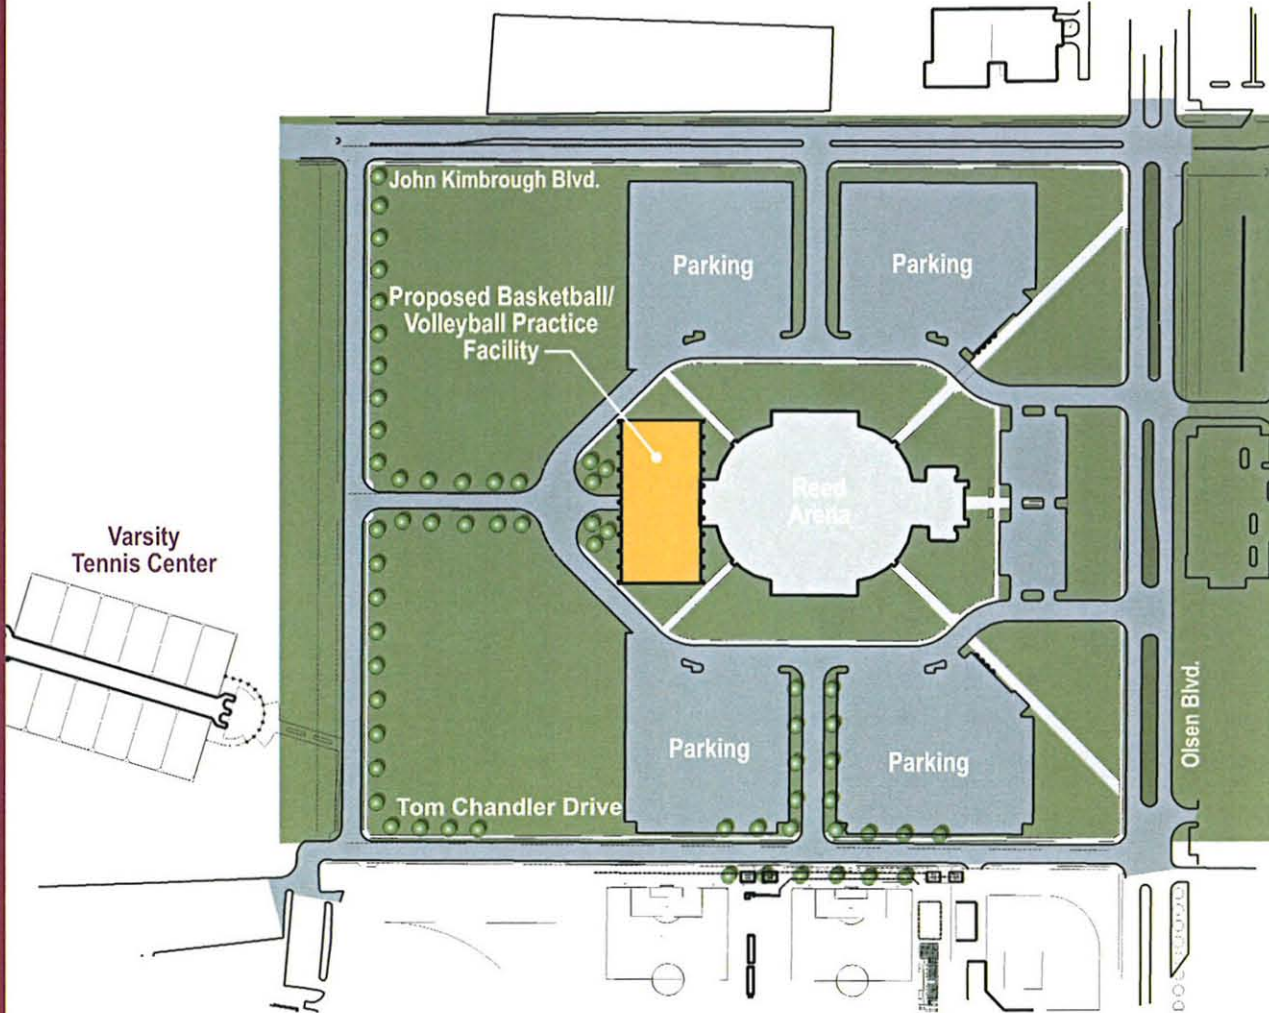 John Kimbrough Blvd.
Parking
Parking
Proposed Basketball/
Volleyball Practice
Facility
Reed
Arena
Varsity
Tennis Center
Olsen Blvd.
Parking
Parking
Tom Chandler Drive